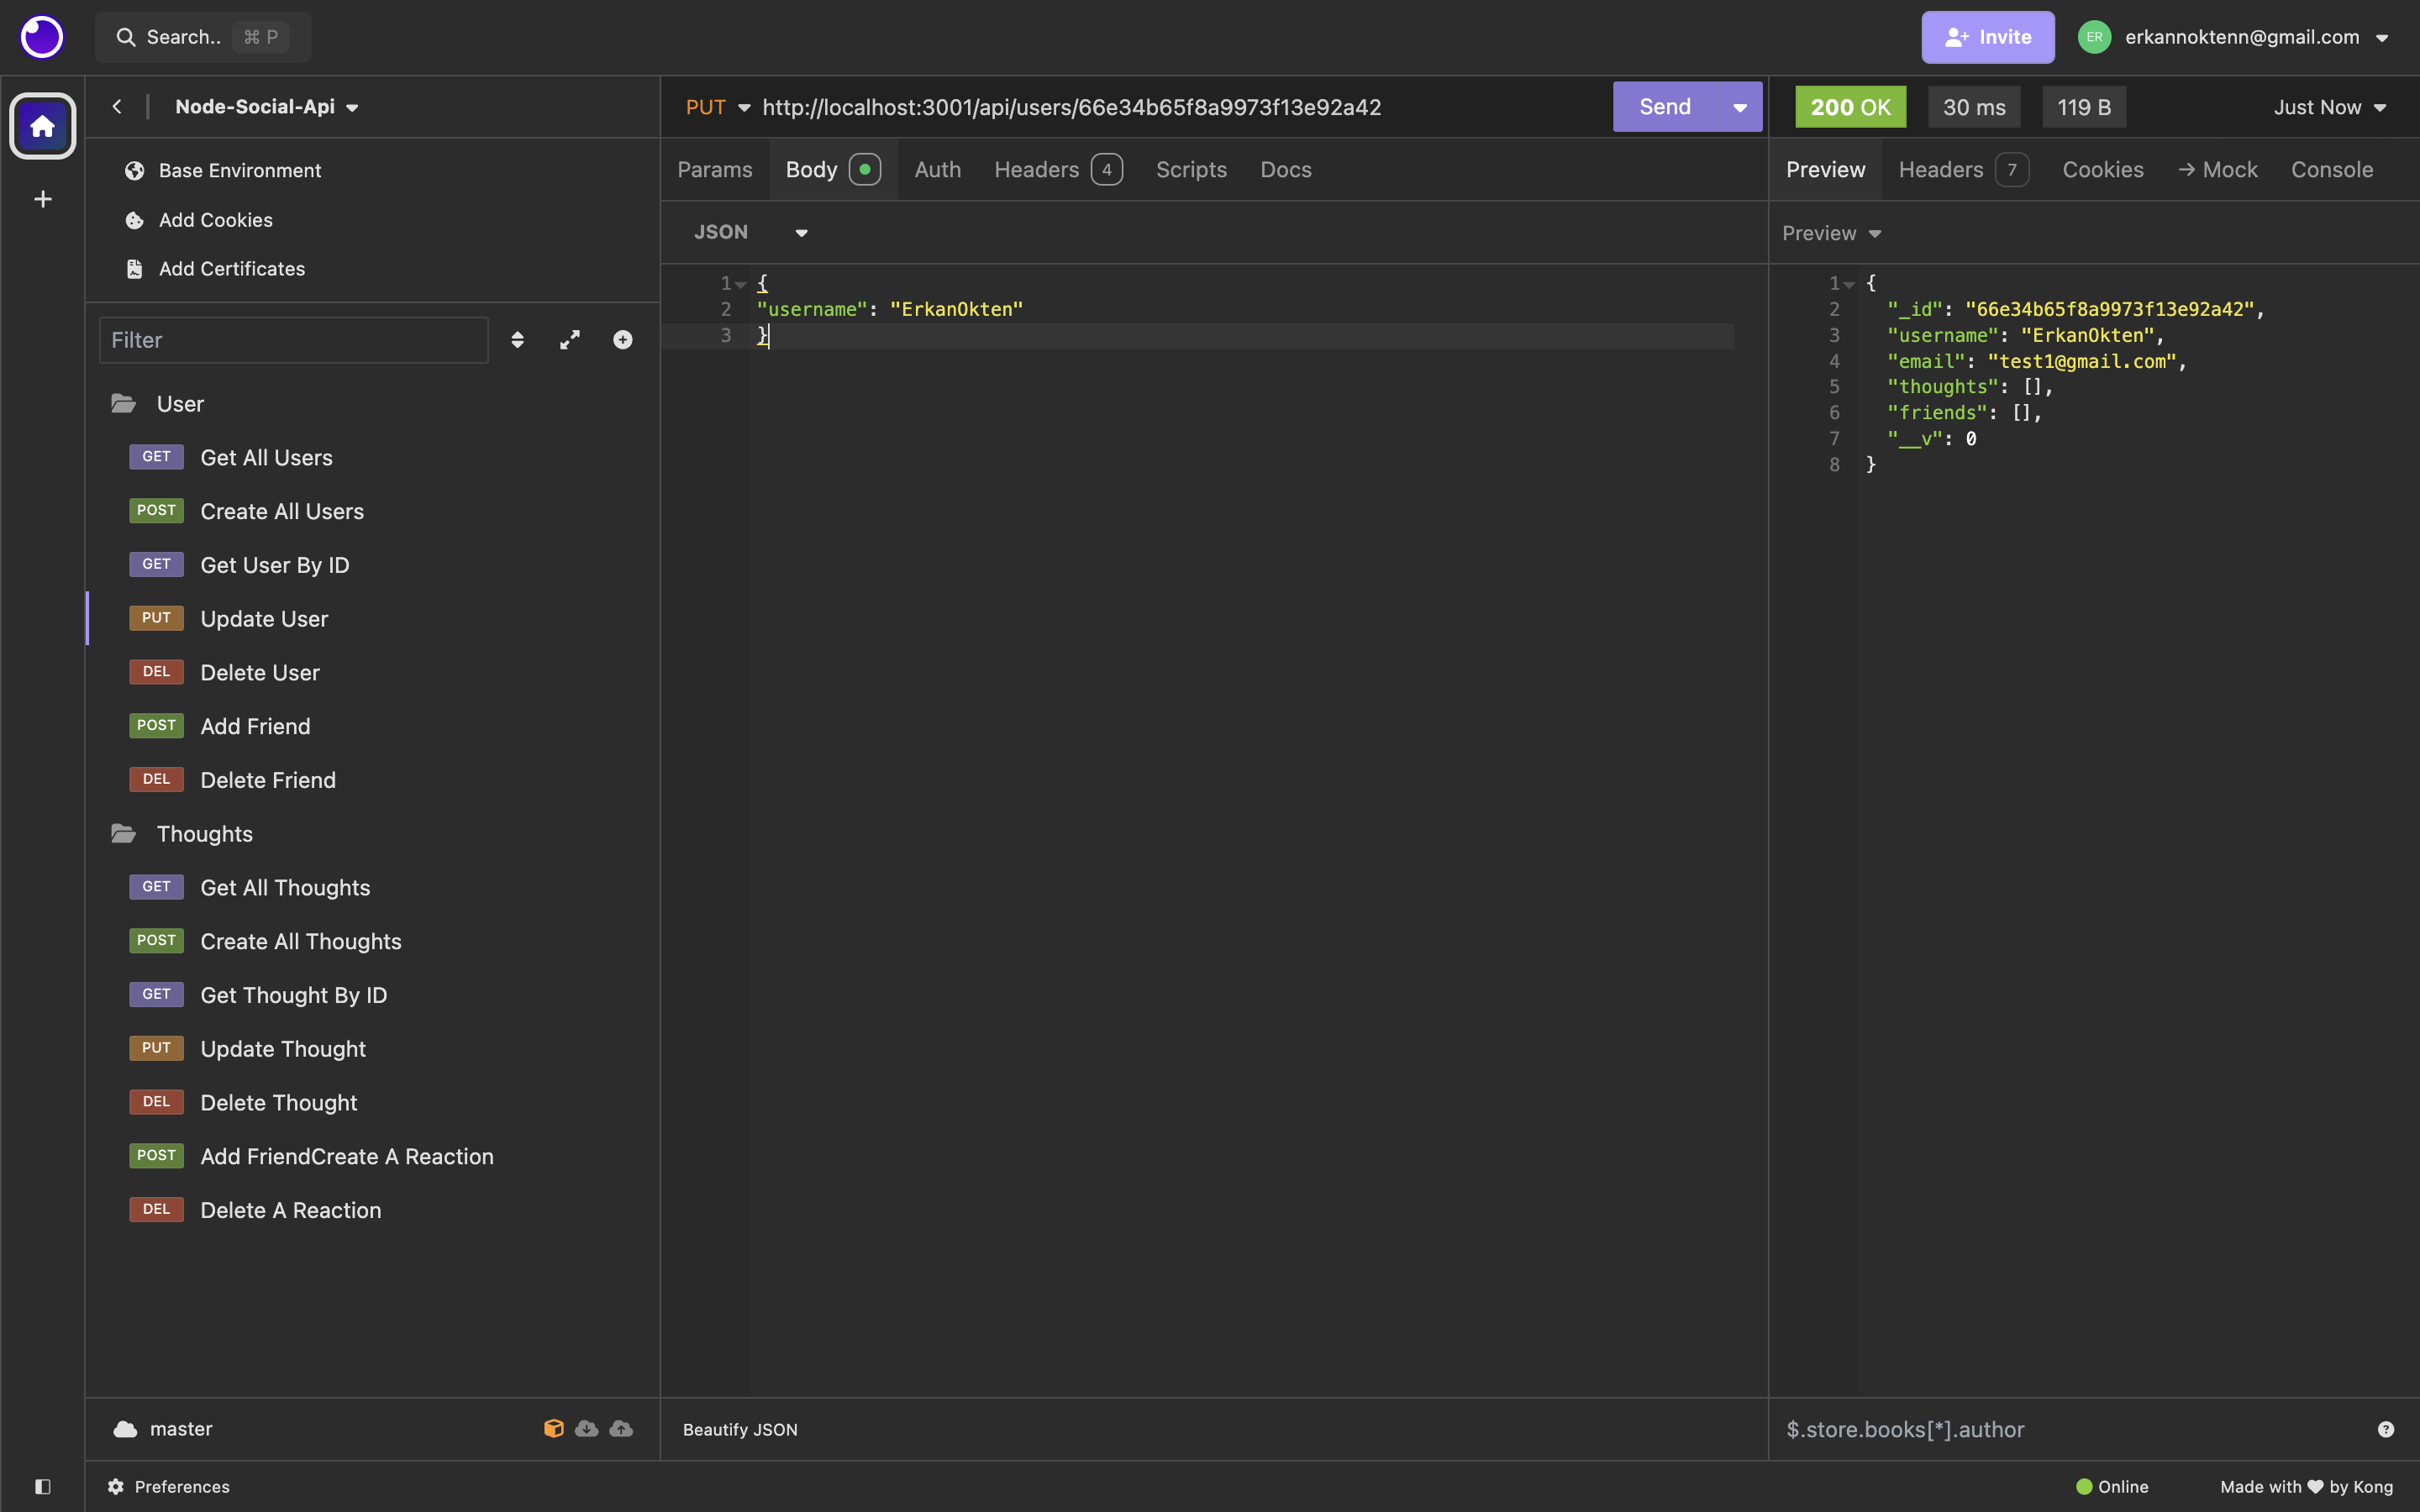 Search.. ⌘ P
Invite
ER erkannoktenn@gmail.com
Node-Social-Api
Base Environment
Add Cookies
Add Certificates
Filter
User
GET Get All Users
POST Create All Users
GET Get User By ID
PUT Update User
DEL Delete User
POST Add Friend
DEL Delete Friend
Thoughts
GET Get All Thoughts
POST Create All Thoughts
GET Get Thought By ID
PUT Update Thought
DEL Delete Thought
POST Add FriendCreate A Reaction
DEL Delete A Reaction
master
PUT http://localhost:3001/api/users/66e34b65f8a9973f13e92a42 Send
Params Body Auth Headers 4 Scripts Docs
JSON
1 {
2 "username": "ErkanOkten"
3 }
Beautify JSON
200 OK 30 ms 119 B Just Now
Preview Headers 7 Cookies → Mock Console
Preview
1 {
2 "_id": "66e34b65f8a9973f13e92a42",
3 "username": "ErkanOkten",
4 "email": "test1@gmail.com",
5 "thoughts": [],
6 "friends": [],
7 "__v": 0
8 }
$.store.books[*].author
Preferences
Online
Made with ♥ by Kong